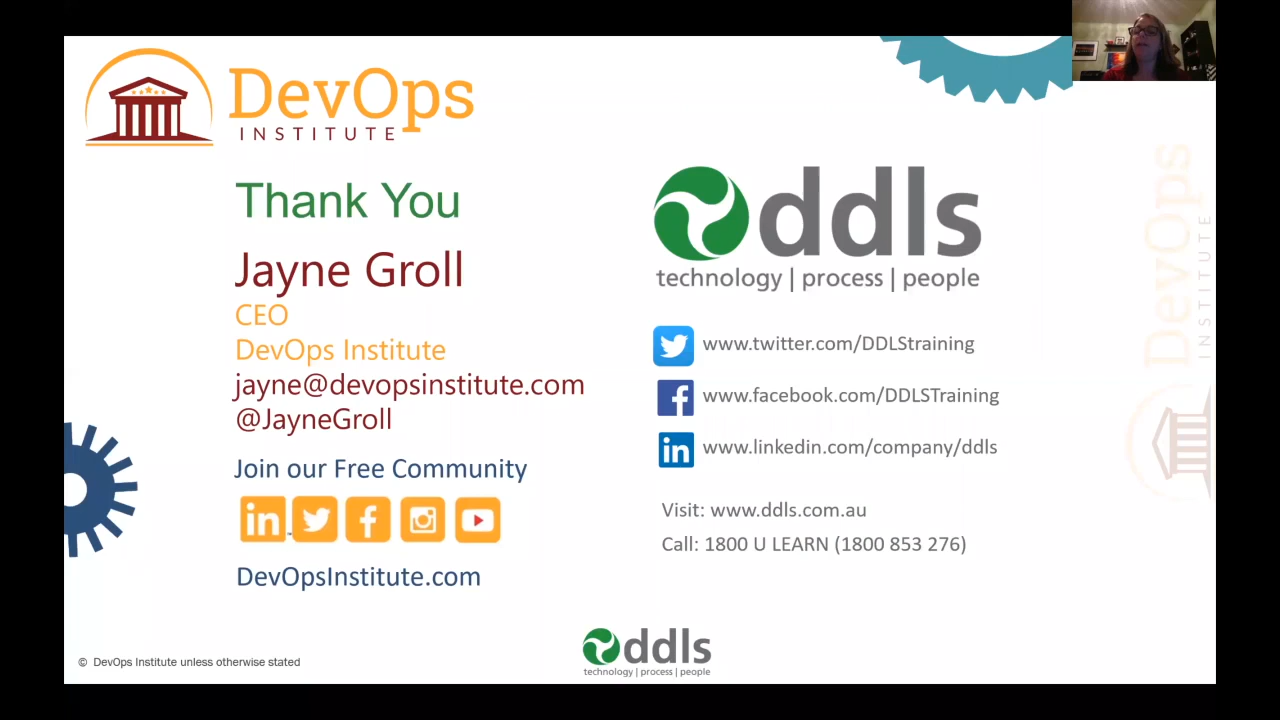 DevOps
INSTITUTE
Thank You
Jayne Groll
CEO
DevOps Institute
jayne@devopsinstitute.com
@JayneGroll
Join our Free Community
DevOpsInstitute.com
ddls
technology | process | people
www.twitter.com/DDLStraining
www.facebook.com/DDLSTraining
www.linkedin.com/company/ddls
Visit: www.ddls.com.au
Call: 1800 U LEARN (1800 853 276)
DevOps
INSTITUTE
© DevOps Institute unless otherwise stated
ddls
technology | process | people